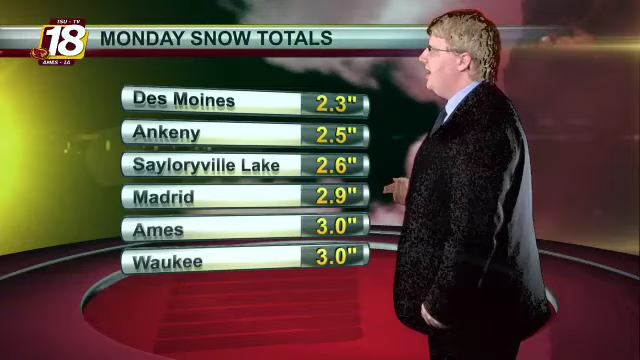 ISU - TV
18
AMES - IA
MONDAY SNOW TOTALS
Des Moines 2.3"
Ankeny 2.5"
Sayloryville Lake 2.6"
Madrid 2.9"
Ames 3.0"
Waukee 3.0"